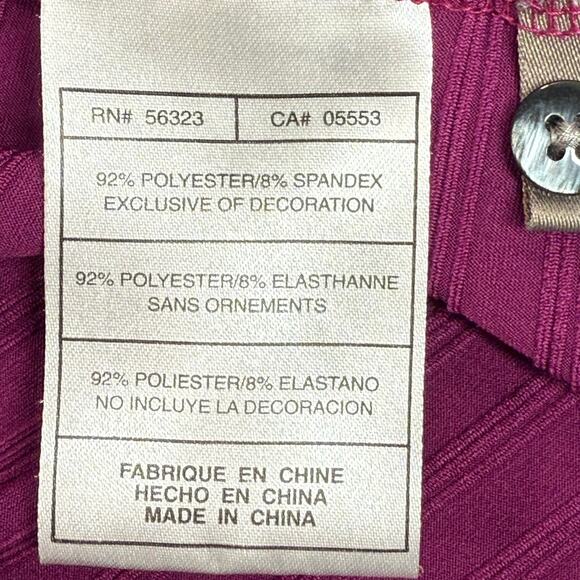 RN# 56323
CA# 05553
92% POLYESTER/8% SPANDEX
EXCLUSIVE OF DECORATION
92% POLYESTER/8% ELASTHANNE
SANS ORNEMENTS
92% POLIESTER/8% ELASTANO
NO INCLUYE LA DECORACION
FABRIQUE EN CHINE
HECHO EN CHINA
MADE IN CHINA